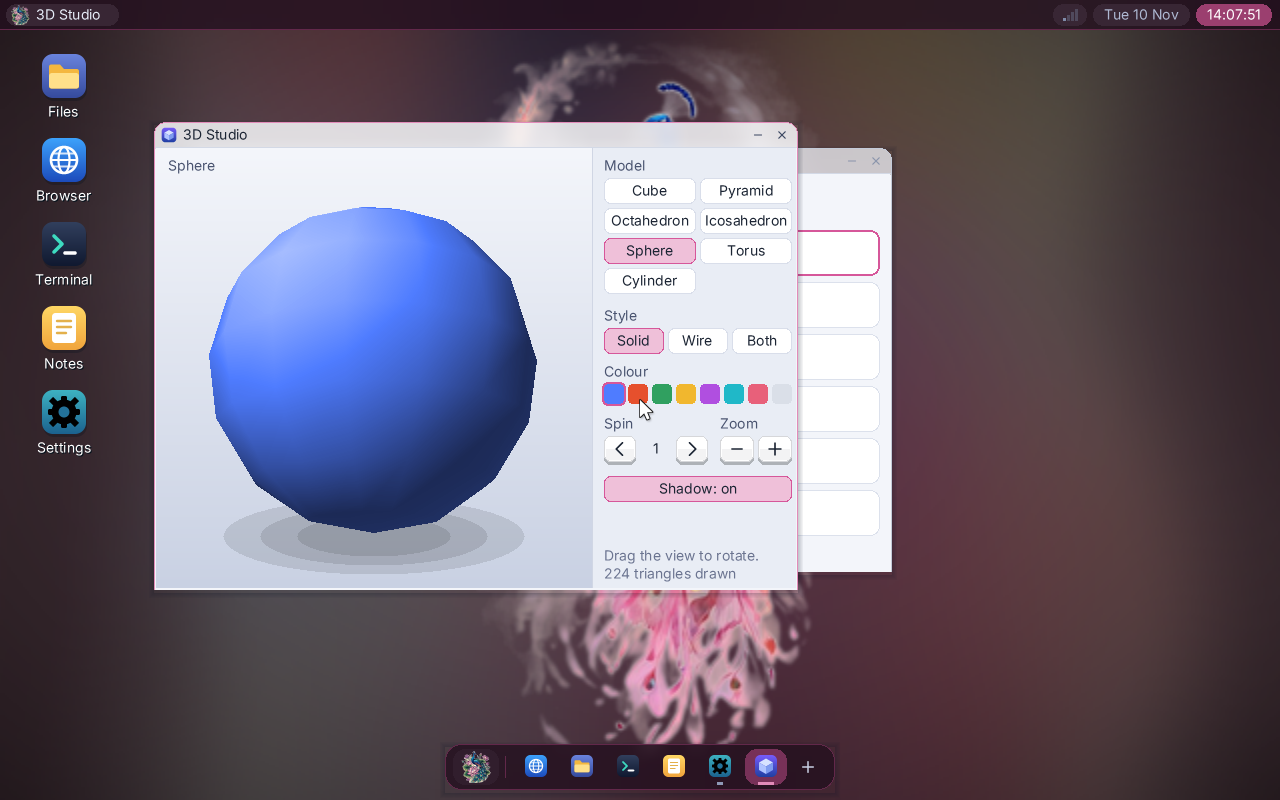 3D Studio
Tue 10 Nov
14:07:51
Files
Browser
Terminal
Notes
Settings
3D Studio
Sphere
Model
Cube Pyramid
Octahedron Icosahedron
Sphere Torus
Cylinder
Style
Solid Wire Both
Colour
Spin Zoom
1
Shadow: on
Drag the view to rotate.
224 triangles drawn